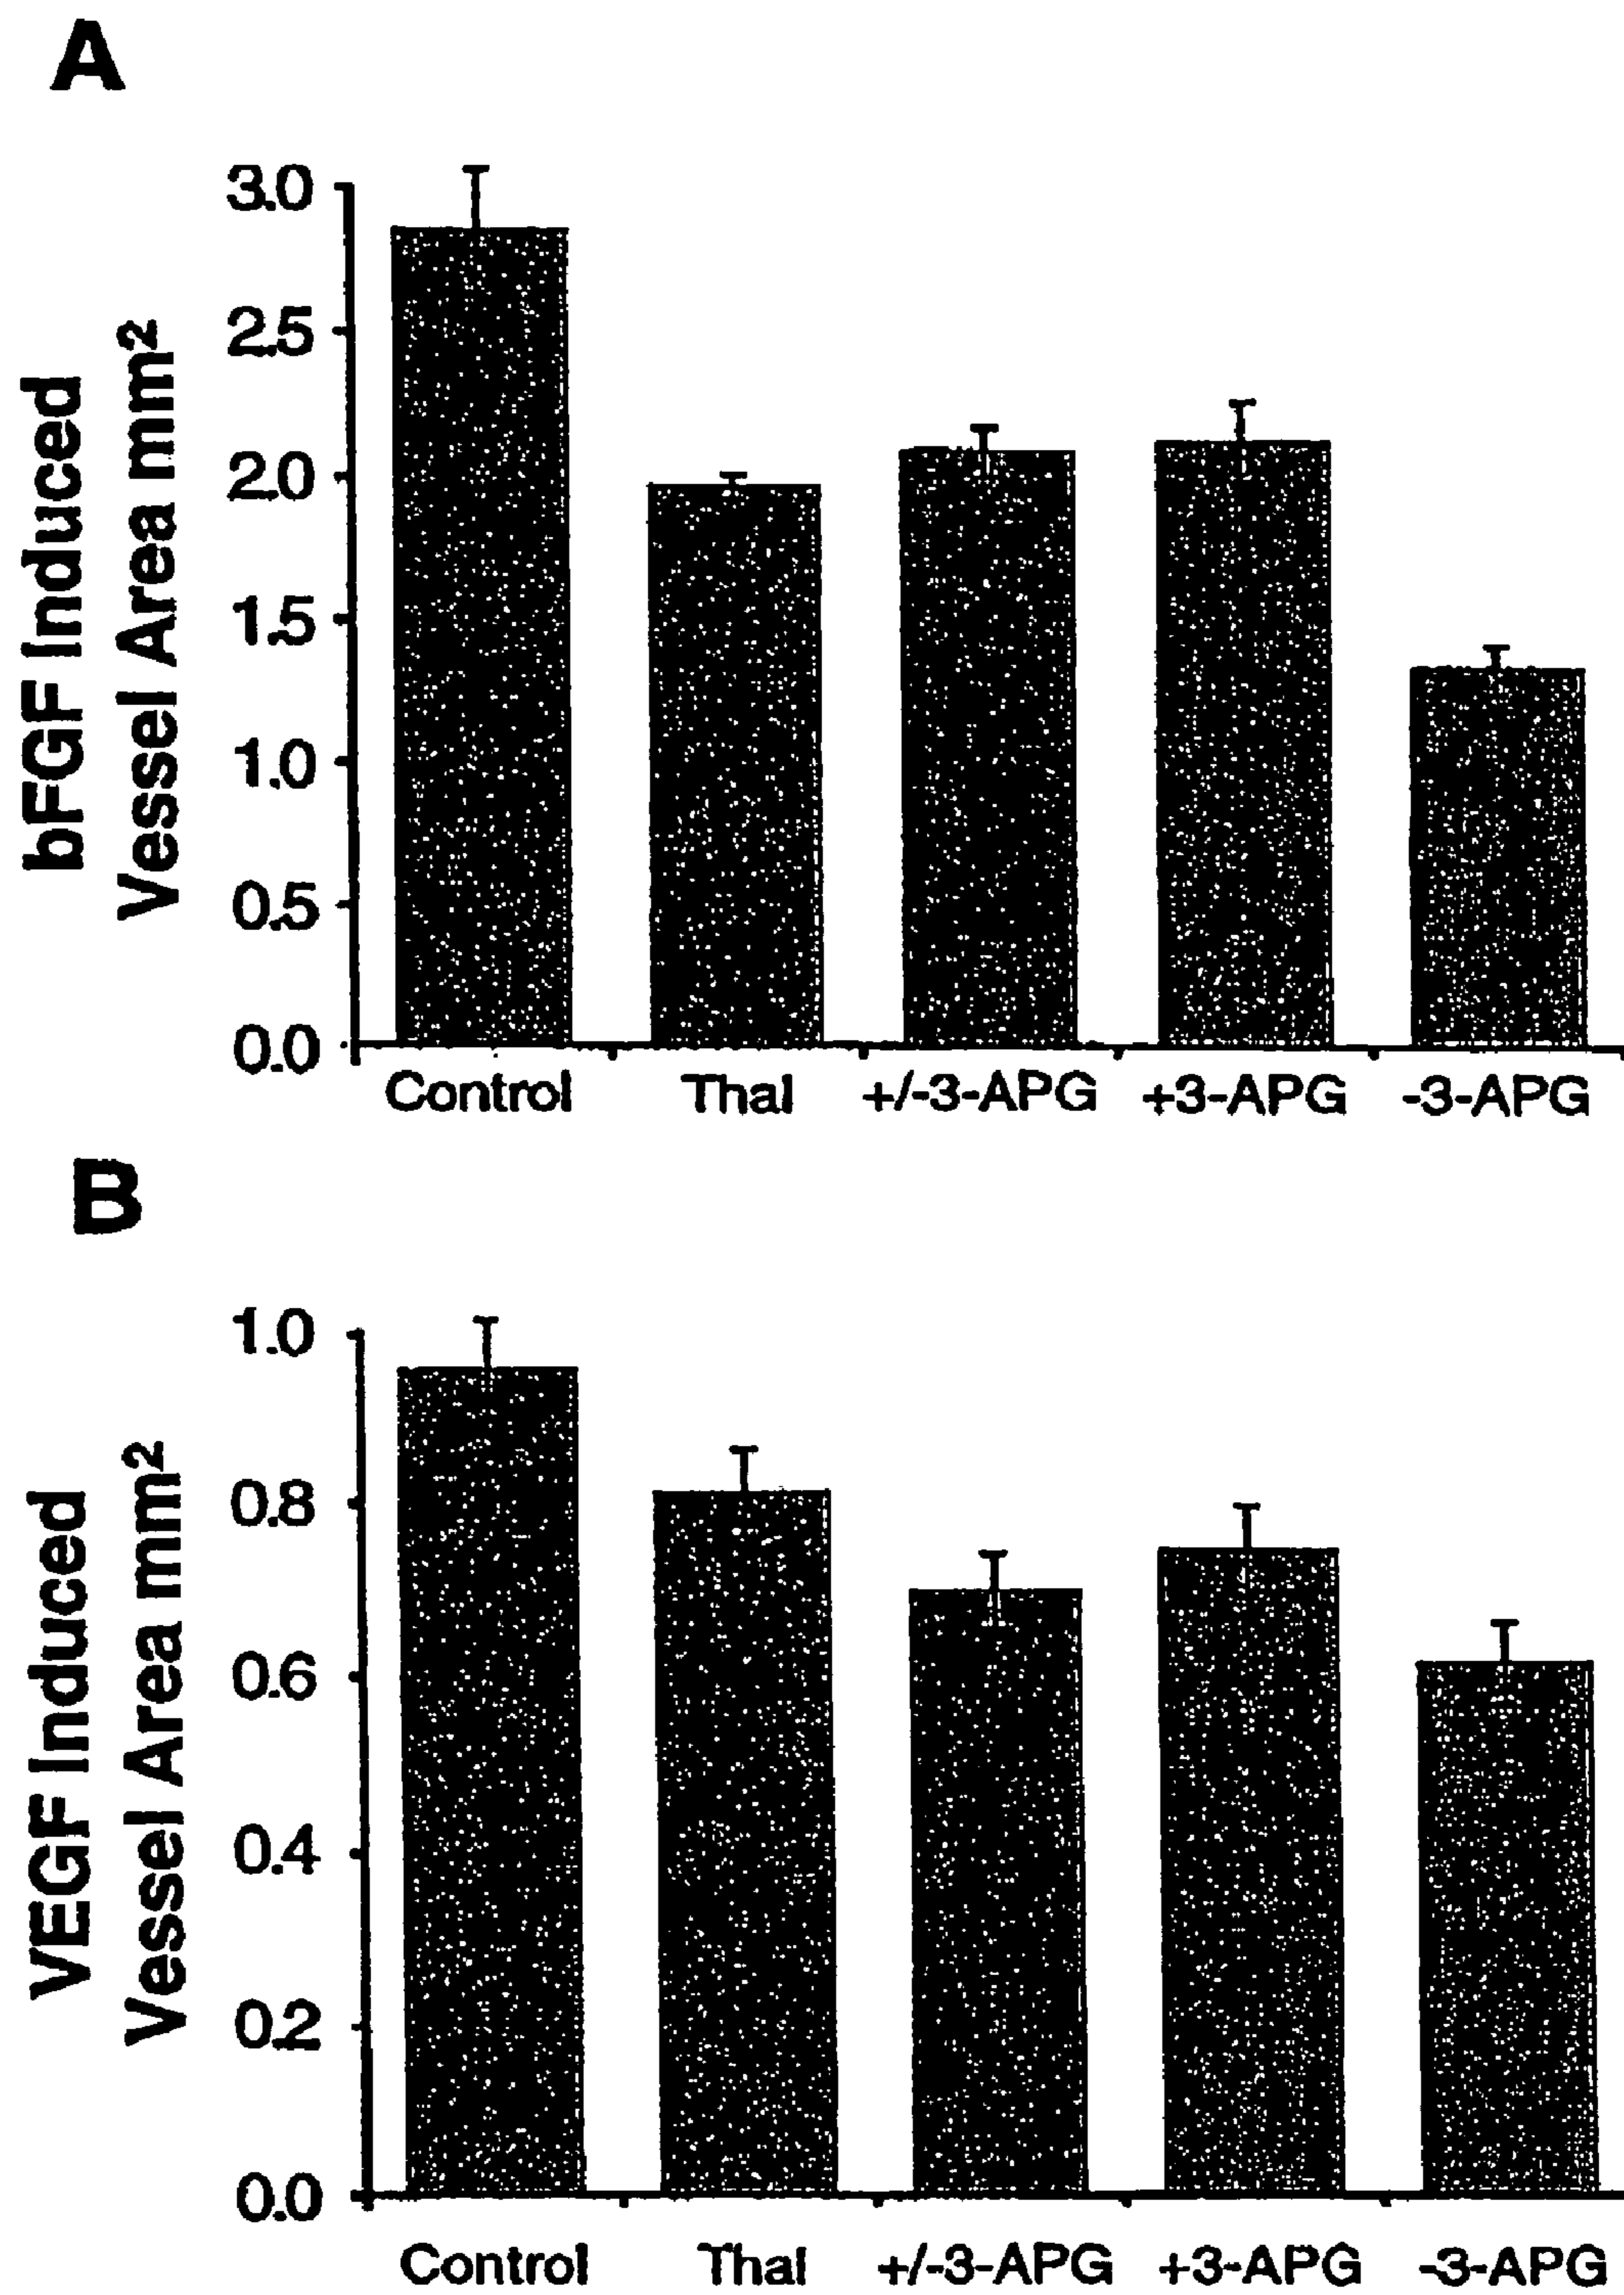 A
bFGF Induced
Vessel Area mm²
3.0
2.5
2.0
1.5
1.0
0.5
0.0
Control Thal +/-3-APG +3-APG -3-APG
B
VEGF Induced
Vessel Area mm²
1.0
0.8
0.6
0.4
0.2
0.0
Control Thal +/-3-APG +3-APG -3-APG